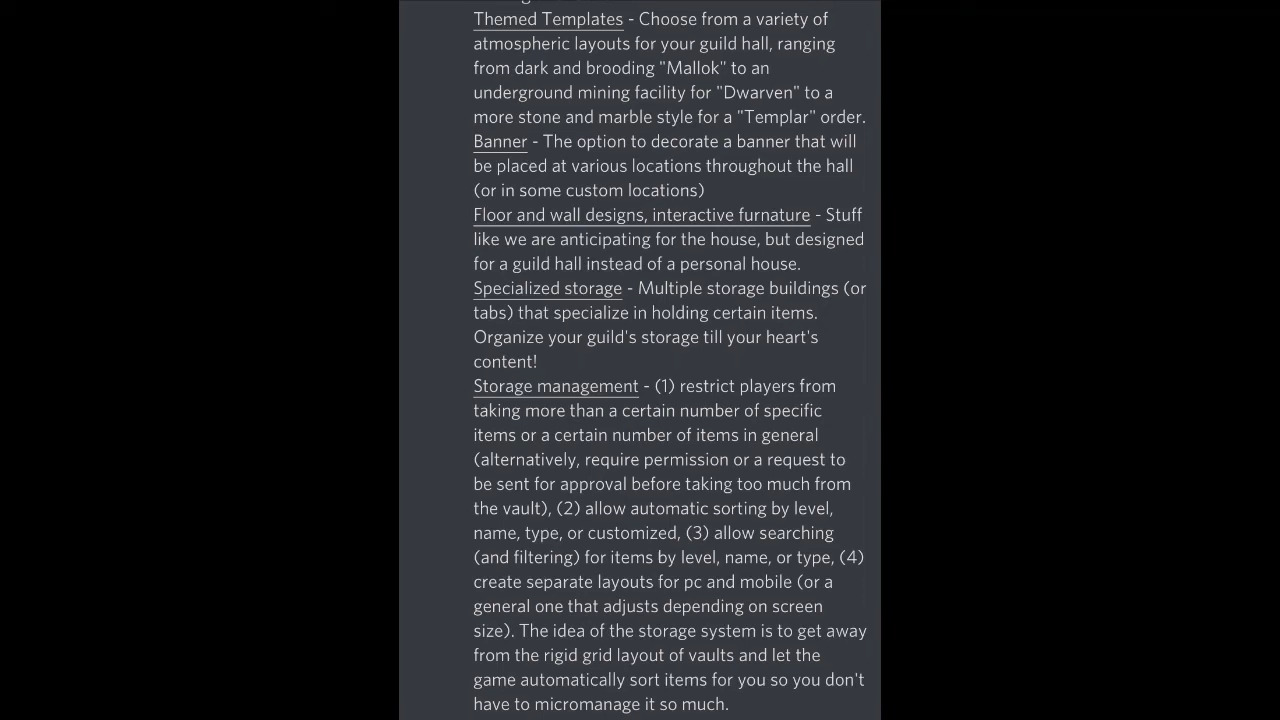 Themed Templates - Choose from a variety of
atmospheric layouts for your guild hall, ranging
from dark and brooding "Mallok" to an
underground mining facility for "Dwarven" to a
more stone and marble style for a "Templar" order.
Banner - The option to decorate a banner that will
be placed at various locations throughout the hall
(or in some custom locations)
Floor and wall designs, interactive furnature - Stuff
like we are anticipating for the house, but designed
for a guild hall instead of a personal house.
Specialized storage - Multiple storage buildings (or
tabs) that specialize in holding certain items.
Organize your guild's storage till your heart's
content!
Storage management - (1) restrict players from
taking more than a certain number of specific
items or a certain number of items in general
(alternatively, require permission or a request to
be sent for approval before taking too much from
the vault), (2) allow automatic sorting by level,
name, type, or customized, (3) allow searching
(and filtering) for items by level, name, or type, (4)
create separate layouts for pc and mobile (or a
general one that adjusts depending on screen
size). The idea of the storage system is to get away
from the rigid grid layout of vaults and let the
game automatically sort items for you so you don't
have to micromanage it so much.